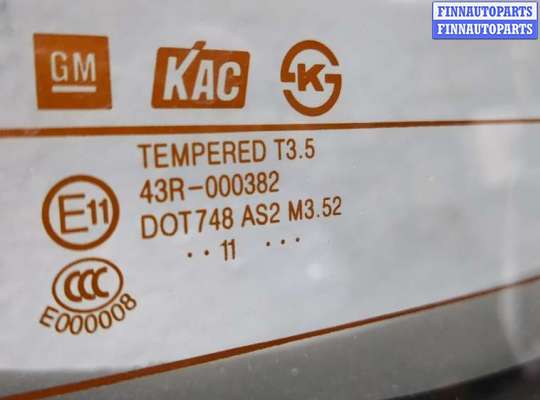 FINNAUTOPARTS
FINNAUTOPARTS
GM KAC K
TEMPERED T3.5
E11 43R-000382
DOT748 AS2 M3.52
·· 11 ···
CCC
E000008